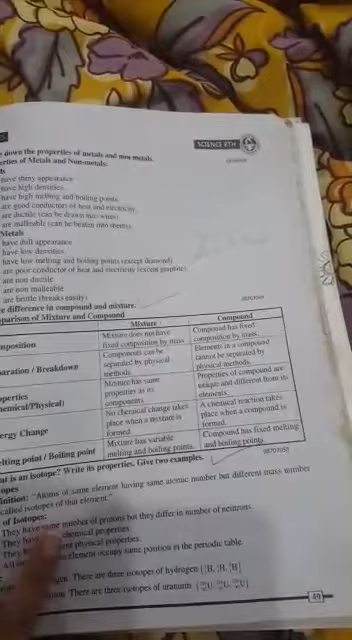 SCIENCE 8TH
down the properties of metals and non metals.
erties of Metals and Non-metals:
have shiny appearance
have high densities.
have high melting and boiling points.
are good conductors of heat and electricity
are ductile (can be drawn into wires)
are malleable (can be beaten into sheets)
Metals
have dull appearance
have low densities.
have low melting and boiling points (except diamond)
are poor conductor of heat and electricity (except graphite)
are non ductile
are non malleable
are brittle (breaks easily)
e difference in compound and mixture.
parison of Mixture and Compound
Mixture
Compound
mposition
Mixture does not have fixed composition by mass.
Compound has fixed composition by mass.
paration / Breakdown
Components can be separated by physical methods.
Elements in a compound cannot be separated by physical methods.
operties
hemical/Physical)
Mixture has same properties as its components.
Properties of compound are unique and different from its elements.
ergy Change
No chemical change takes place when a mixture is formed.
A chemical reaction takes place when a compound is formed.
elting point / Boiling point
Mixture has variable melting and boiling points.
Compound has fixed melting and boiling points.
at is an isotope? Write its properties. Give two examples.
opes
finition: "Atoms of same element having same atomic number but different mass number
called isotopes of that element."
of Isotopes:
They have same number of protons but they differ in number of neutrons.
chemical properties.
physical properties.
element occupy same position in the periodic table.
There are three isotopes of hydrogen
There are three isotopes of uranium
49